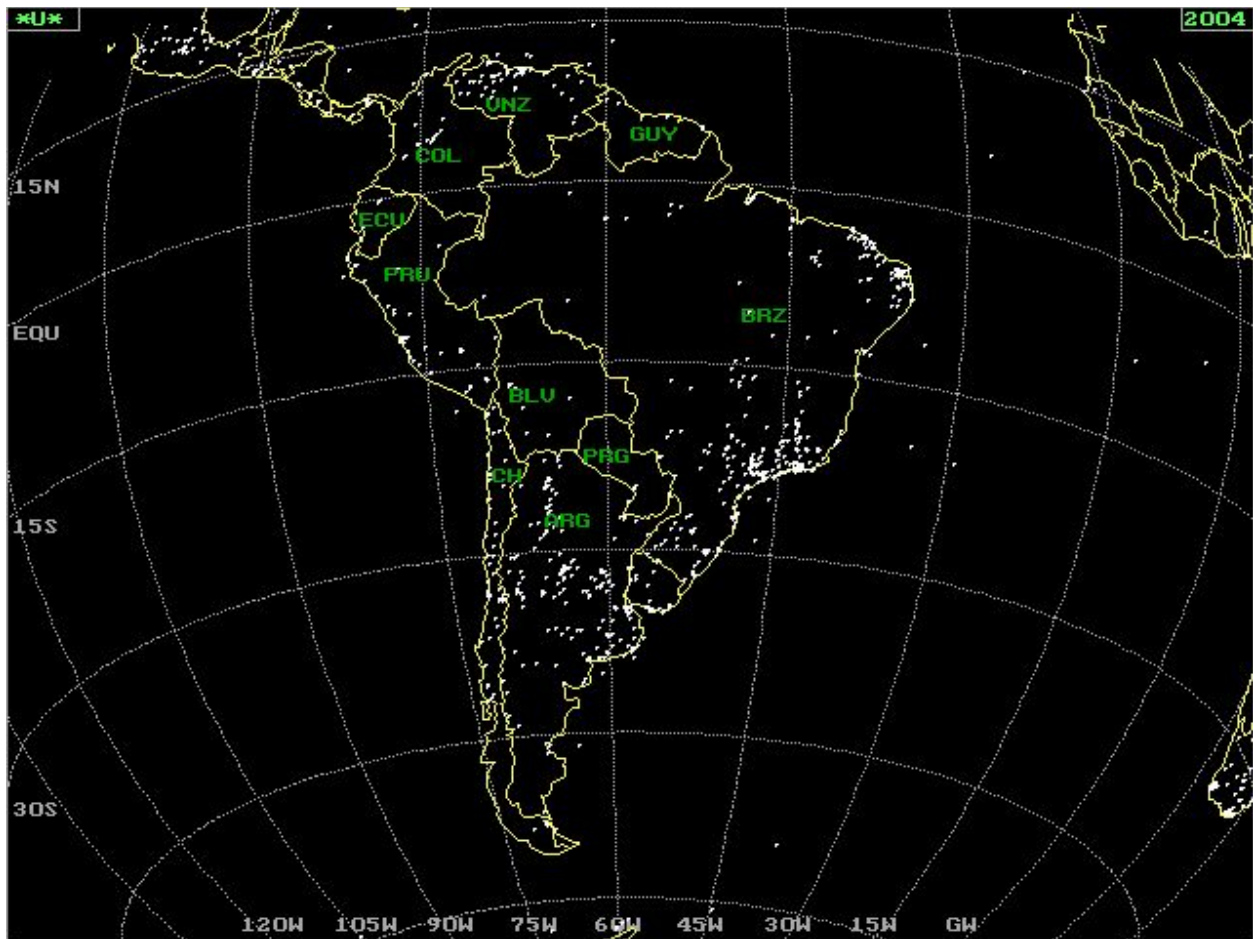 *U* 2004
VNZ
GUY
COL
15N
ECU
PRU
BRZ
EQU
BLV
PRG
CH
ARG
15S
30S
120W 105W 90W 75W 60W 45W 30W 15W GW